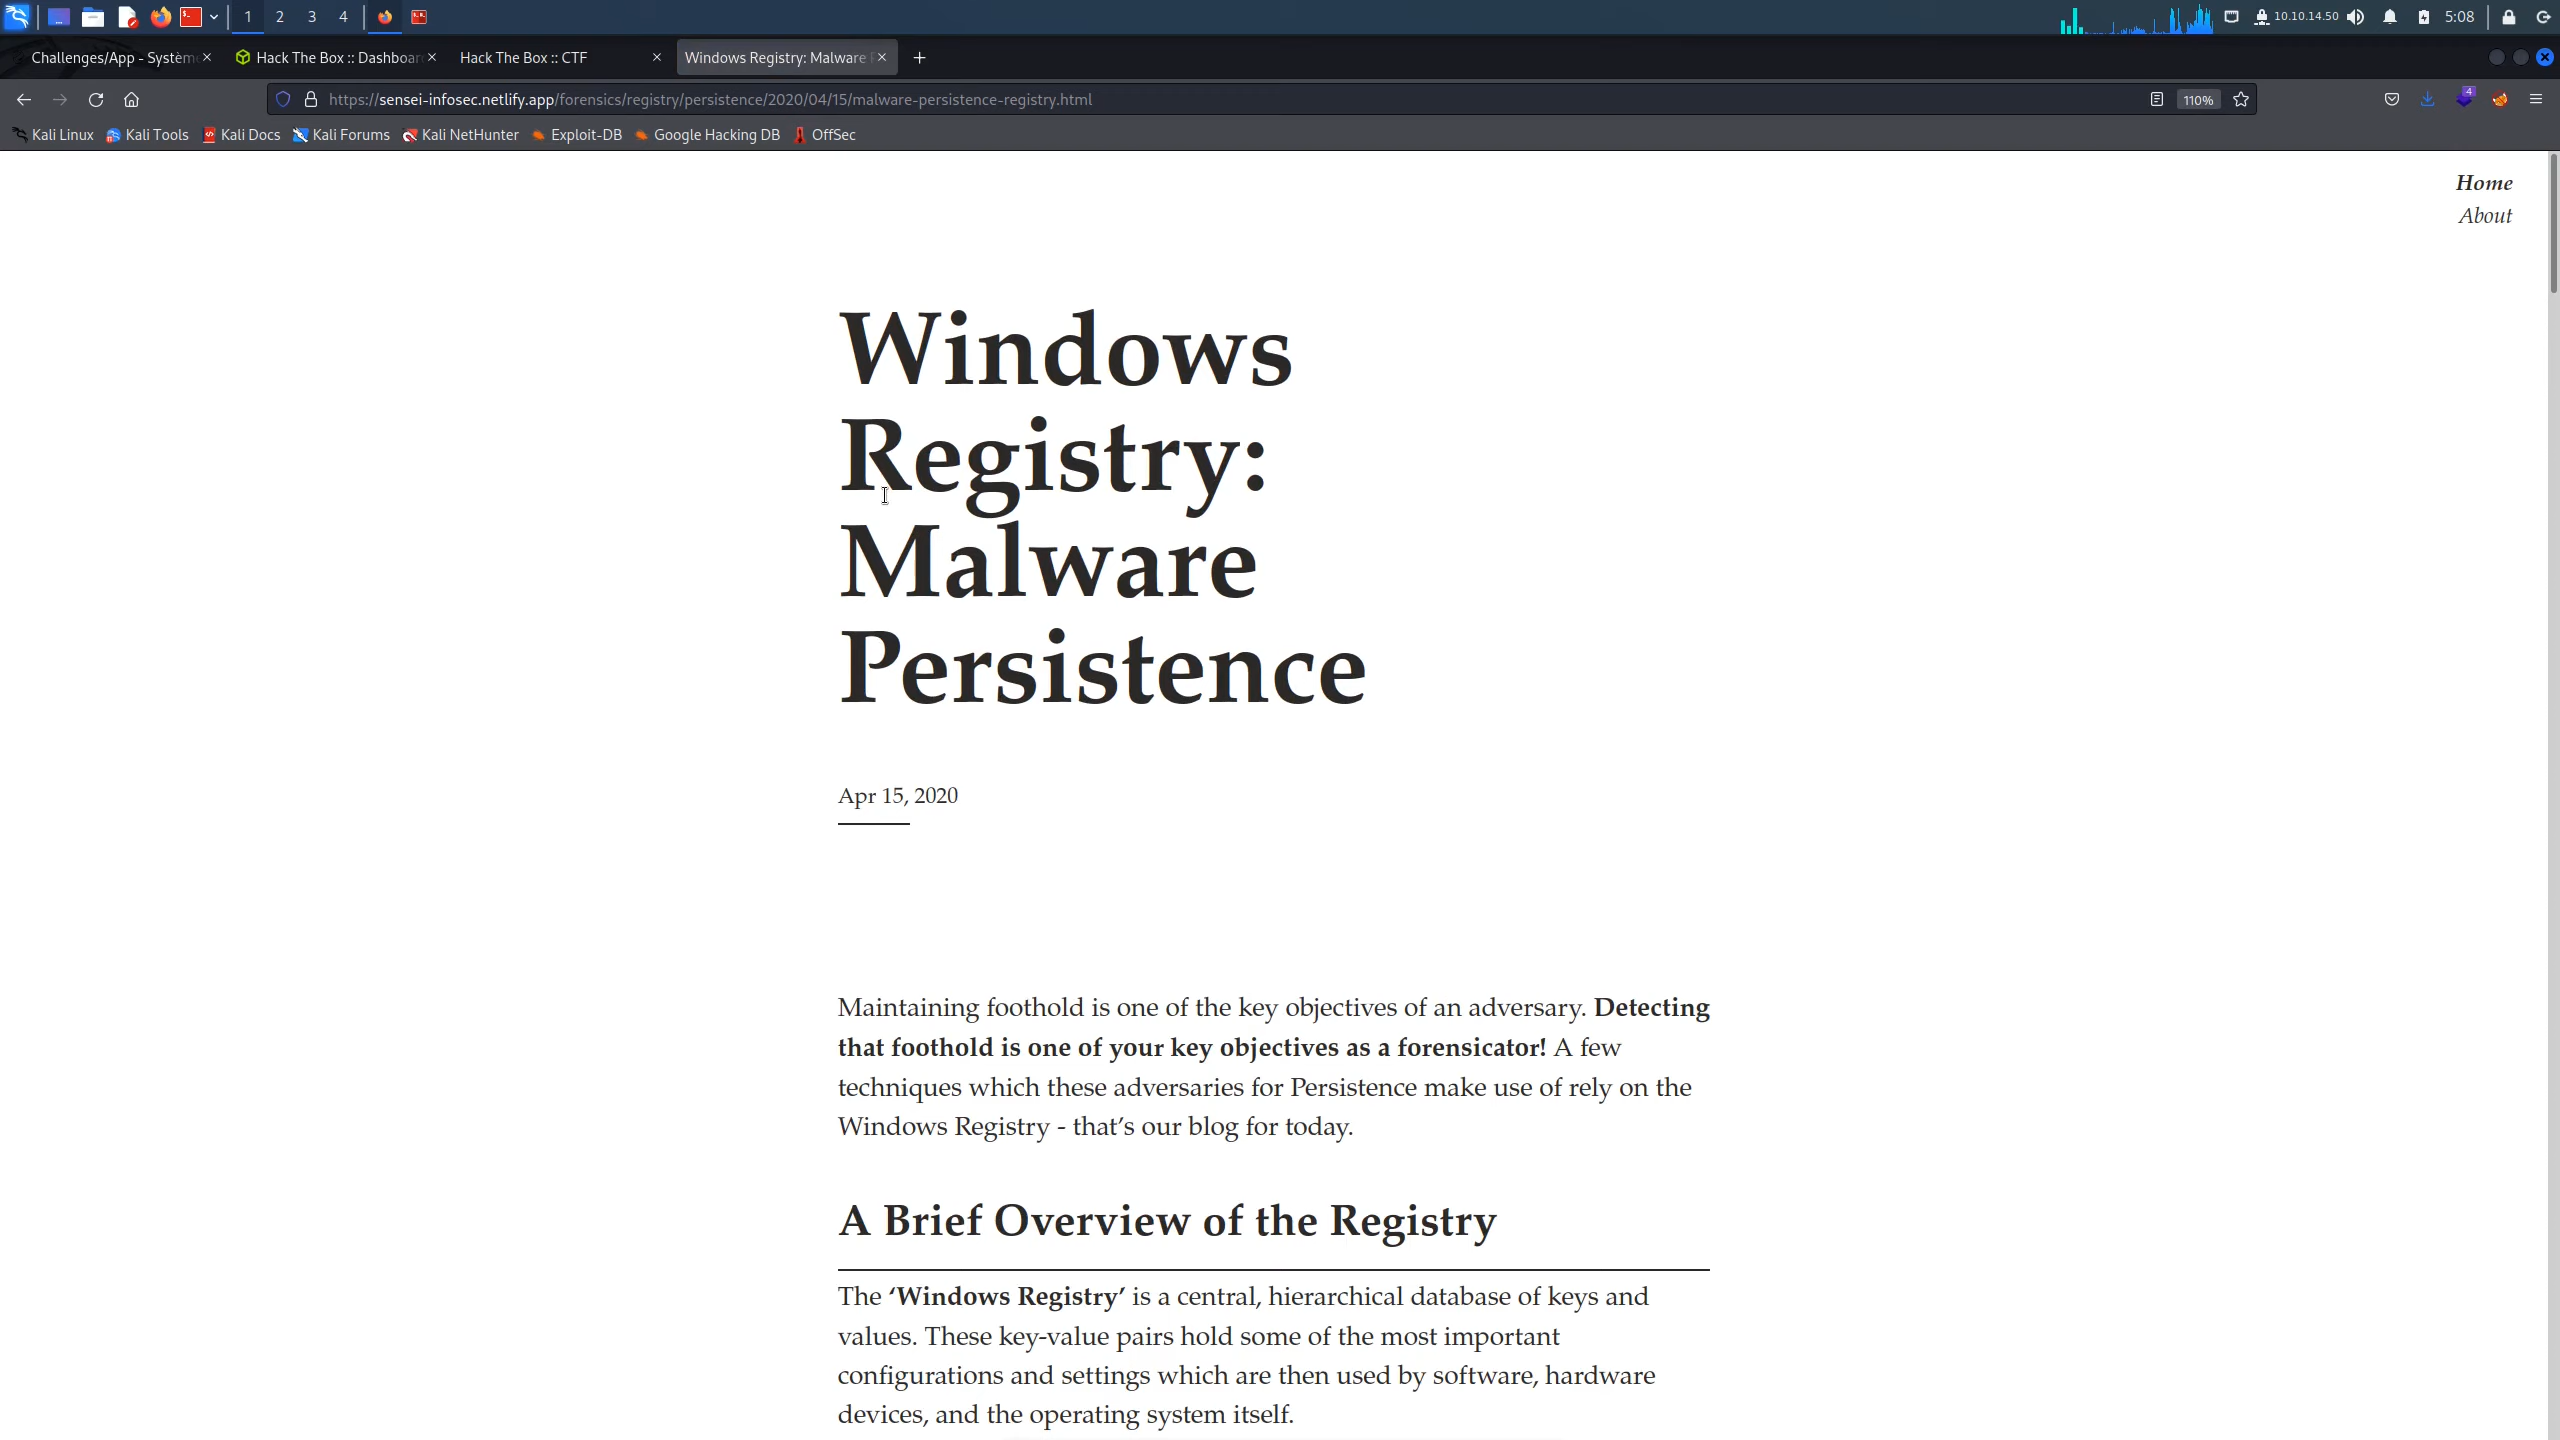 1 2 3 4 10.10.14.50 5:08
Challenges/App - Systèm Hack The Box :: Dashboar Hack The Box :: CTF Windows Registry: Malware
https://sensei-infosec.netlify.app/forensics/registry/persistence/2020/04/15/malware-persistence-registry.html 110% 4
Kali Linux Kali Tools Kali Docs Kali Forums Kali NetHunter Exploit-DB Google Hacking DB OffSec
Home
About
Windows
Registry:
Malware
Persistence
Apr 15, 2020
Maintaining foothold is one of the key objectives of an adversary. Detecting
that foothold is one of your key objectives as a forensicator! A few
techniques which these adversaries for Persistence make use of rely on the
Windows Registry - that’s our blog for today.
A Brief Overview of the Registry
The ‘Windows Registry’ is a central, hierarchical database of keys and
values. These key-value pairs hold some of the most important
configurations and settings which are then used by software, hardware
devices, and the operating system itself.